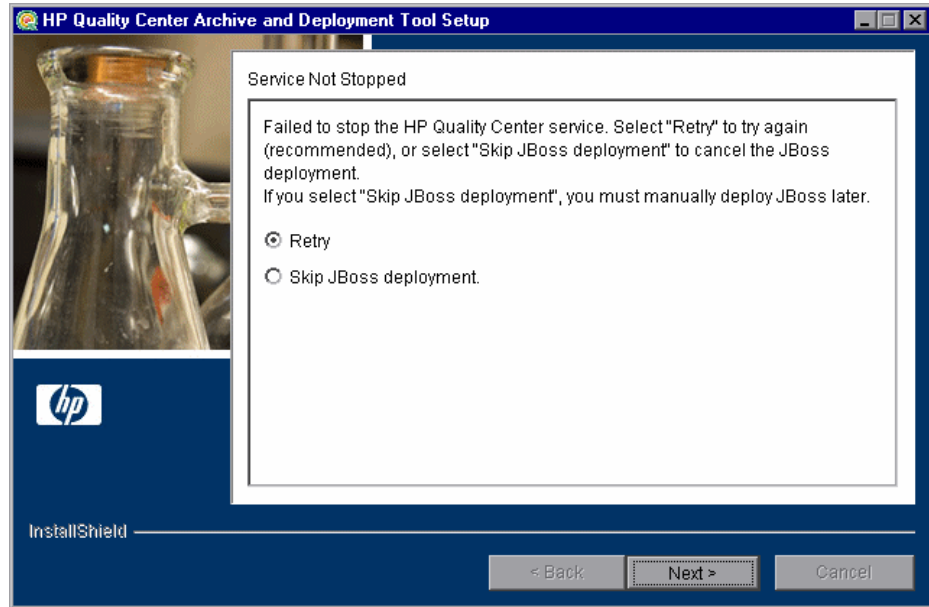 HP Quality Center Archive and Deployment Tool Setup
Service Not Stopped
Failed to stop the HP Quality Center service. Select "Retry" to try again
(recommended), or select "Skip JBoss deployment" to cancel the JBoss
deployment.
If you select "Skip JBoss deployment", you must manually deploy JBoss later.
Retry
Skip JBoss deployment.
hp
InstallShield
< Back
Next >
Cancel